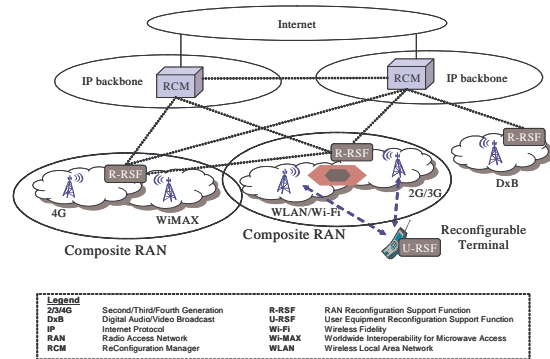 Internet
IP backbone
RCM
RCM
IP backbone
R-RSF
R-RSF
R-RSF
DxB
4G
WiMAX
WLAN/Wi-Fi
2G/3G
Composite RAN
Composite RAN
Reconfigurable
Terminal
U-RSF
Legend
2/3/4G Second/Third/Fourth Generation R-RSF RAN Reconfiguration Support Function
DxB Digital Audio/Video Broadcast U-RSF User Equipment Reconfiguration Support Function
IP Internet Protocol Wi-Fi Wireless Fidelity
RAN Radio Access Network Wi-MAX Worldwide Interoperability for Microwave Access
RCM ReConfiguration Manager WLAN Wireless Local Area Network